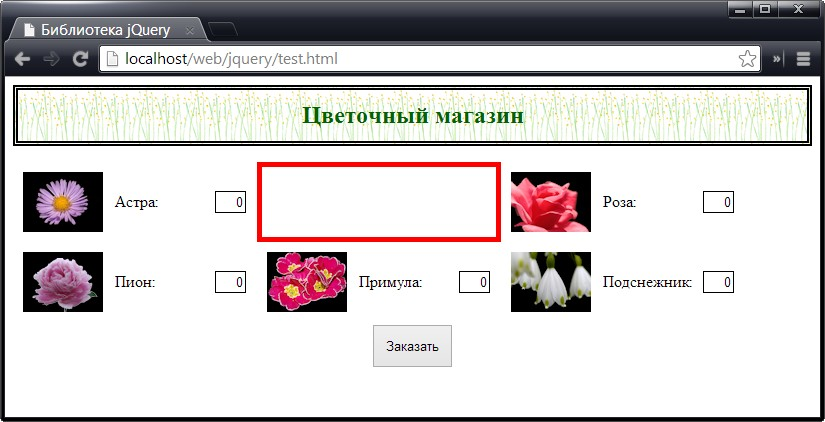 Библиотека jQuery
localhost/web/jquery/test.html
Цветочный магазин
Астра: 0
Роза: 0
Пион: 0
Примула: 0
Подснежник: 0
Заказать